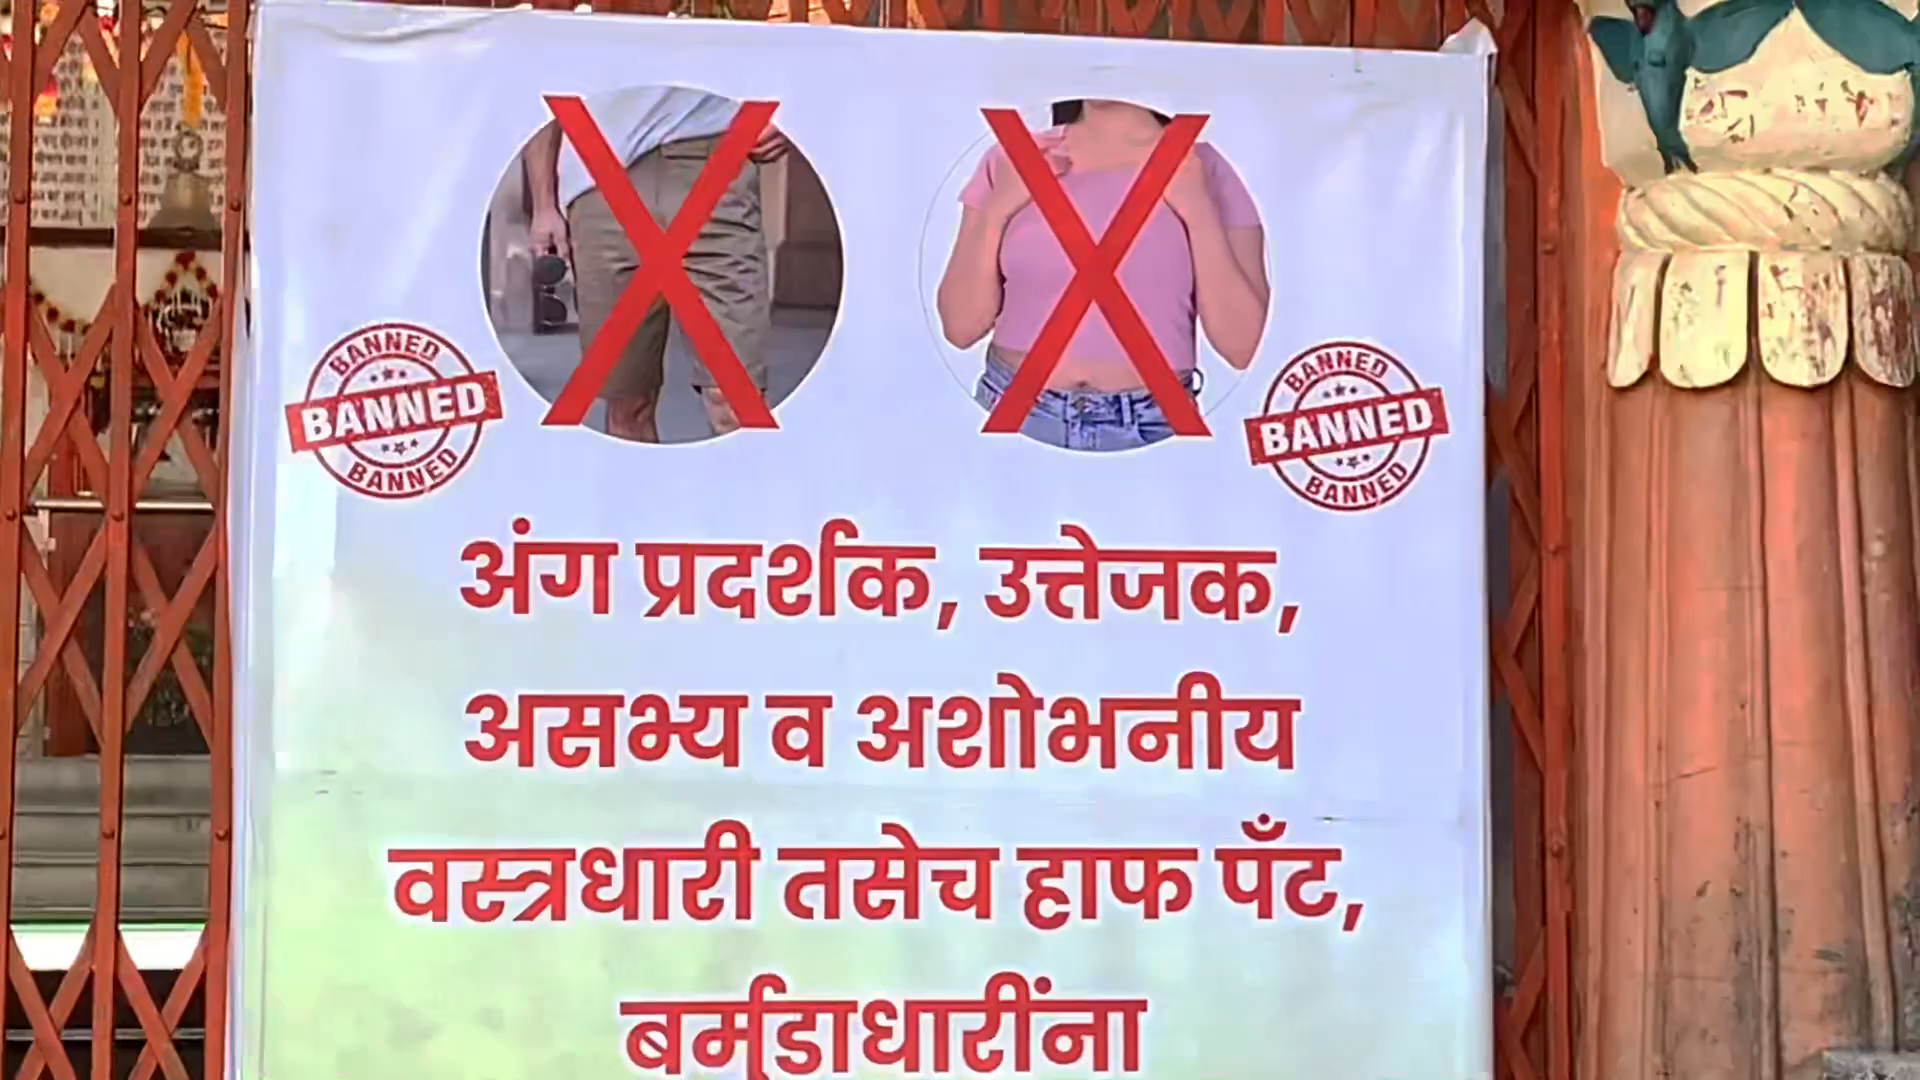 BANNED
BANNED
BANNED
BANNED
BANNED
BANNED
अंग प्रदर्शक, उत्तेजक,
असभ्य व अशोभनीय
वस्त्रधारी तसेच हाफ पँट,
बर्मुडाधारींना